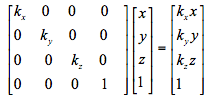 [k_x 0 0 0] [x] = [k_x x]
[0 k_y 0 0] [y] [k_y y]
[0 0 k_z 0] [z] [k_z z]
[0 0 0 1] [1] [1]